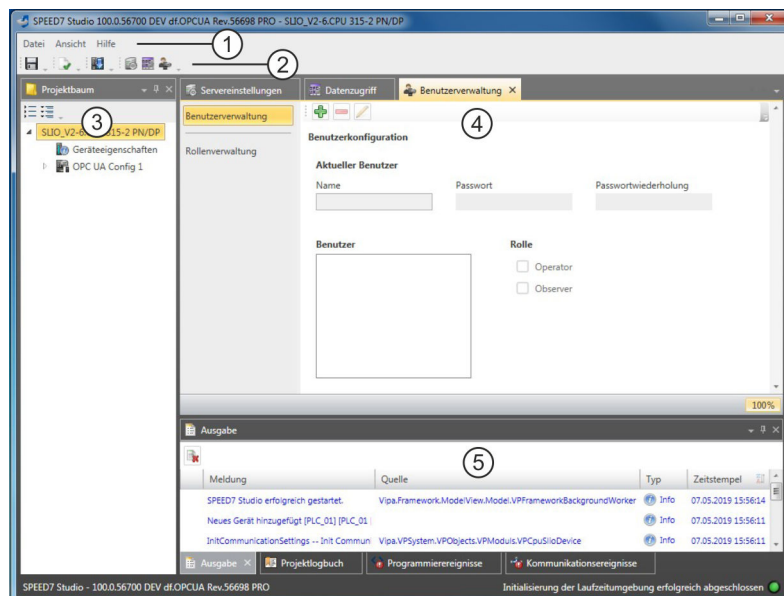 SPEED7 Studio 100.0.56700 DEV df.OPCUA Rev.56698 PRO - SLIO_V2-6.CPU 315-2 PN/DP
Datei Ansicht Hilfe
1
2
Projektbaum
Servereinstellungen
Datenzugriff
Benutzerverwaltung
3
SLIO_V2-6. 315-2 PN/DP
Geräteeigenschaften
OPC UA Config 1
Benutzerverwaltung
Rollenverwaltung
4
Benutzerkonfiguration
Aktueller Benutzer
Name Passwort Passwortwiederholung
Benutzer Rolle
Operator
Observer
100%
Ausgabe
5
Meldung Quelle Typ Zeitstempel
SPEED7 Studio erfolgreich gestartet. Vipa.Framework.ModelView.Model.VPFrameworkBackgroundWorker Info 07.05.2019 15:56:14
Neues Gerät hinzugefügt [PLC_01] [PLC_01 Info 07.05.2019 15:56:11
InitCommunicationSettings -- Init Commun Vipa.VPSystem.VPObjects.VPModuls.VPCpuSlioDevice Info 07.05.2019 15:56:11
Ausgabe Projektlogbuch Programmierereignisse Kommunikationsereignisse
SPEED7 Studio - 100.0.56700 DEV df.OPCUA Rev.56698 PRO Initialisierung der Laufzeitumgebung erfolgreich abgeschlossen